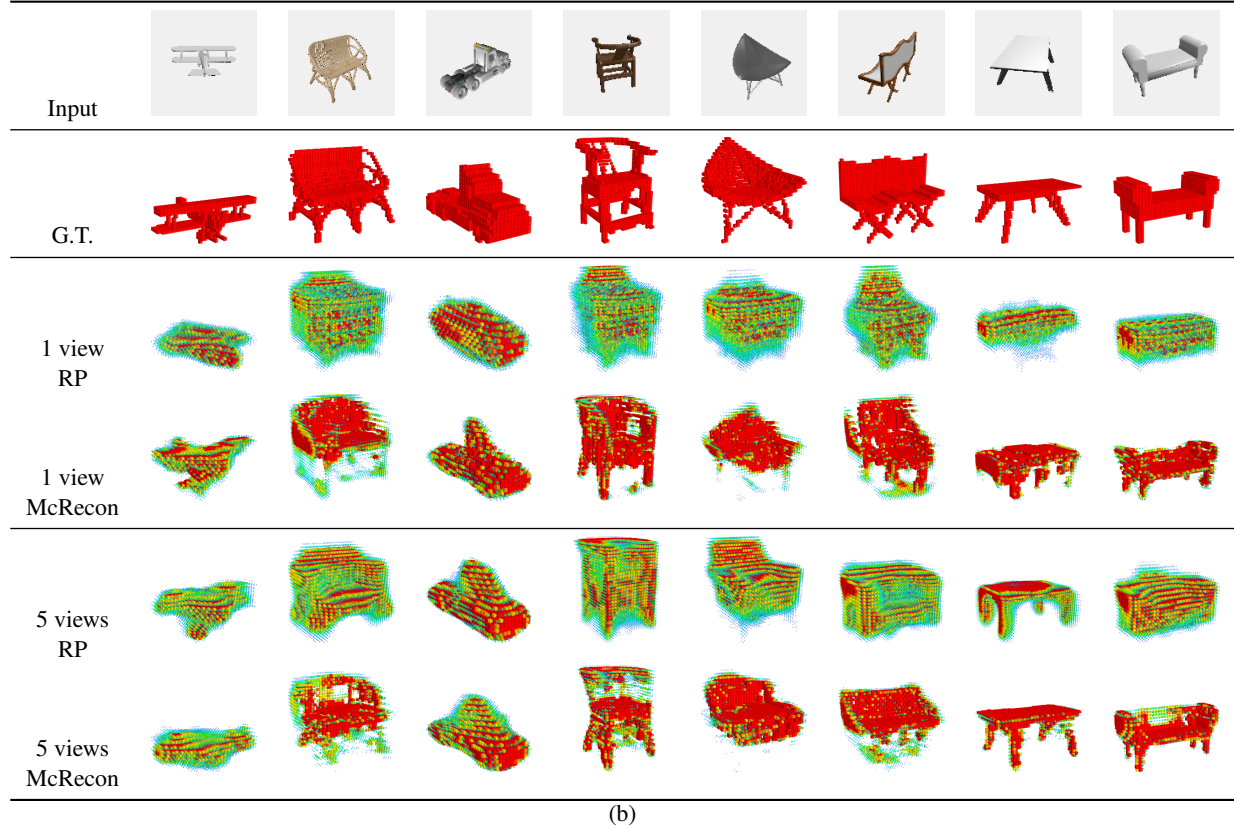 Input
G.T.
1 view
RP
1 view
McRecon
5 views
RP
5 views
McRecon
(b)